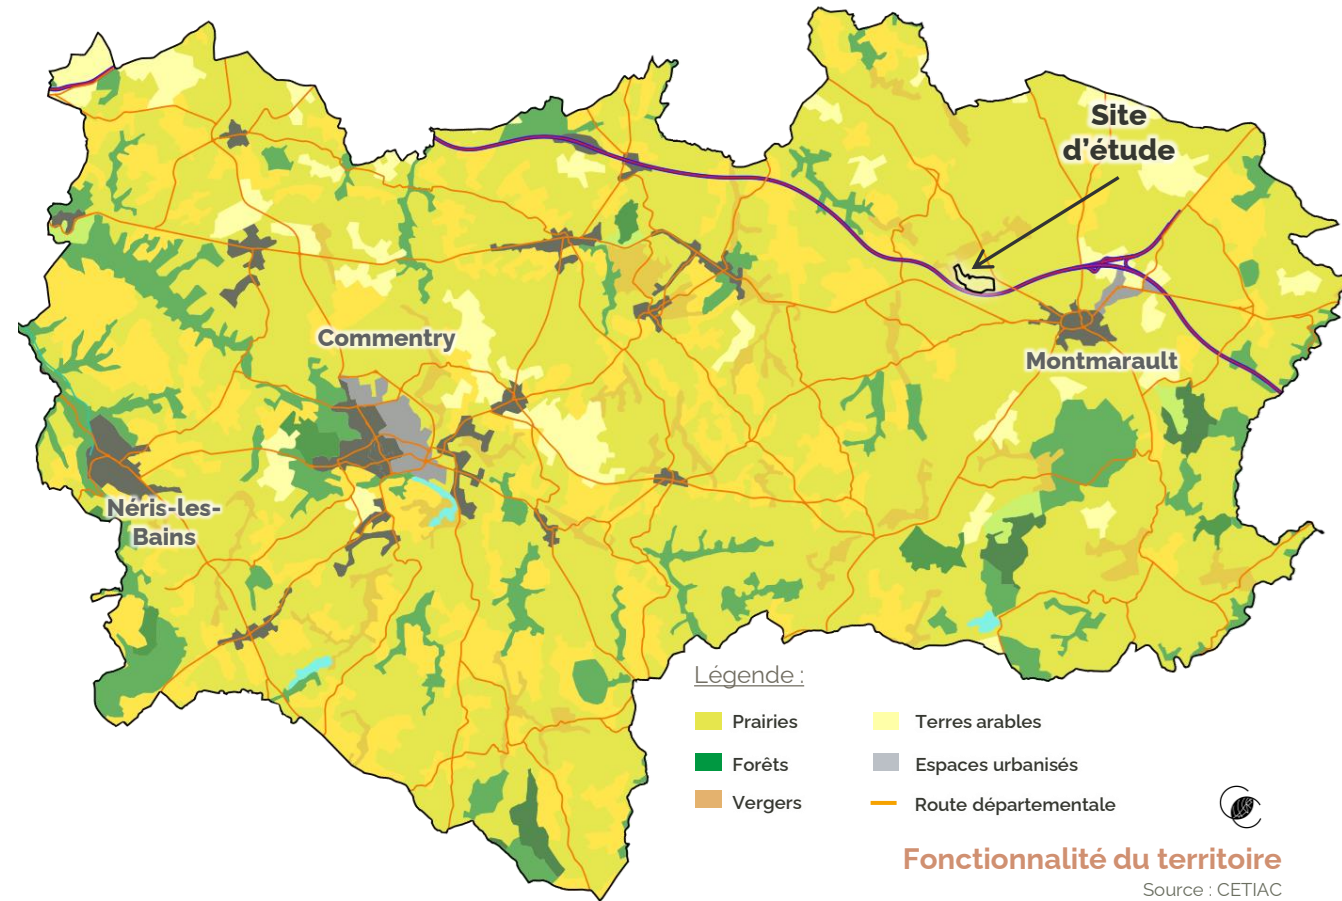 Site
d'étude
Commentry
Montmarault
Néris-les-
Bains
Légende :
Prairies
Terres arables
Forêts
Espaces urbanisés
Vergers
Route départementale
Fonctionnalité du territoire
Source : CETIAC